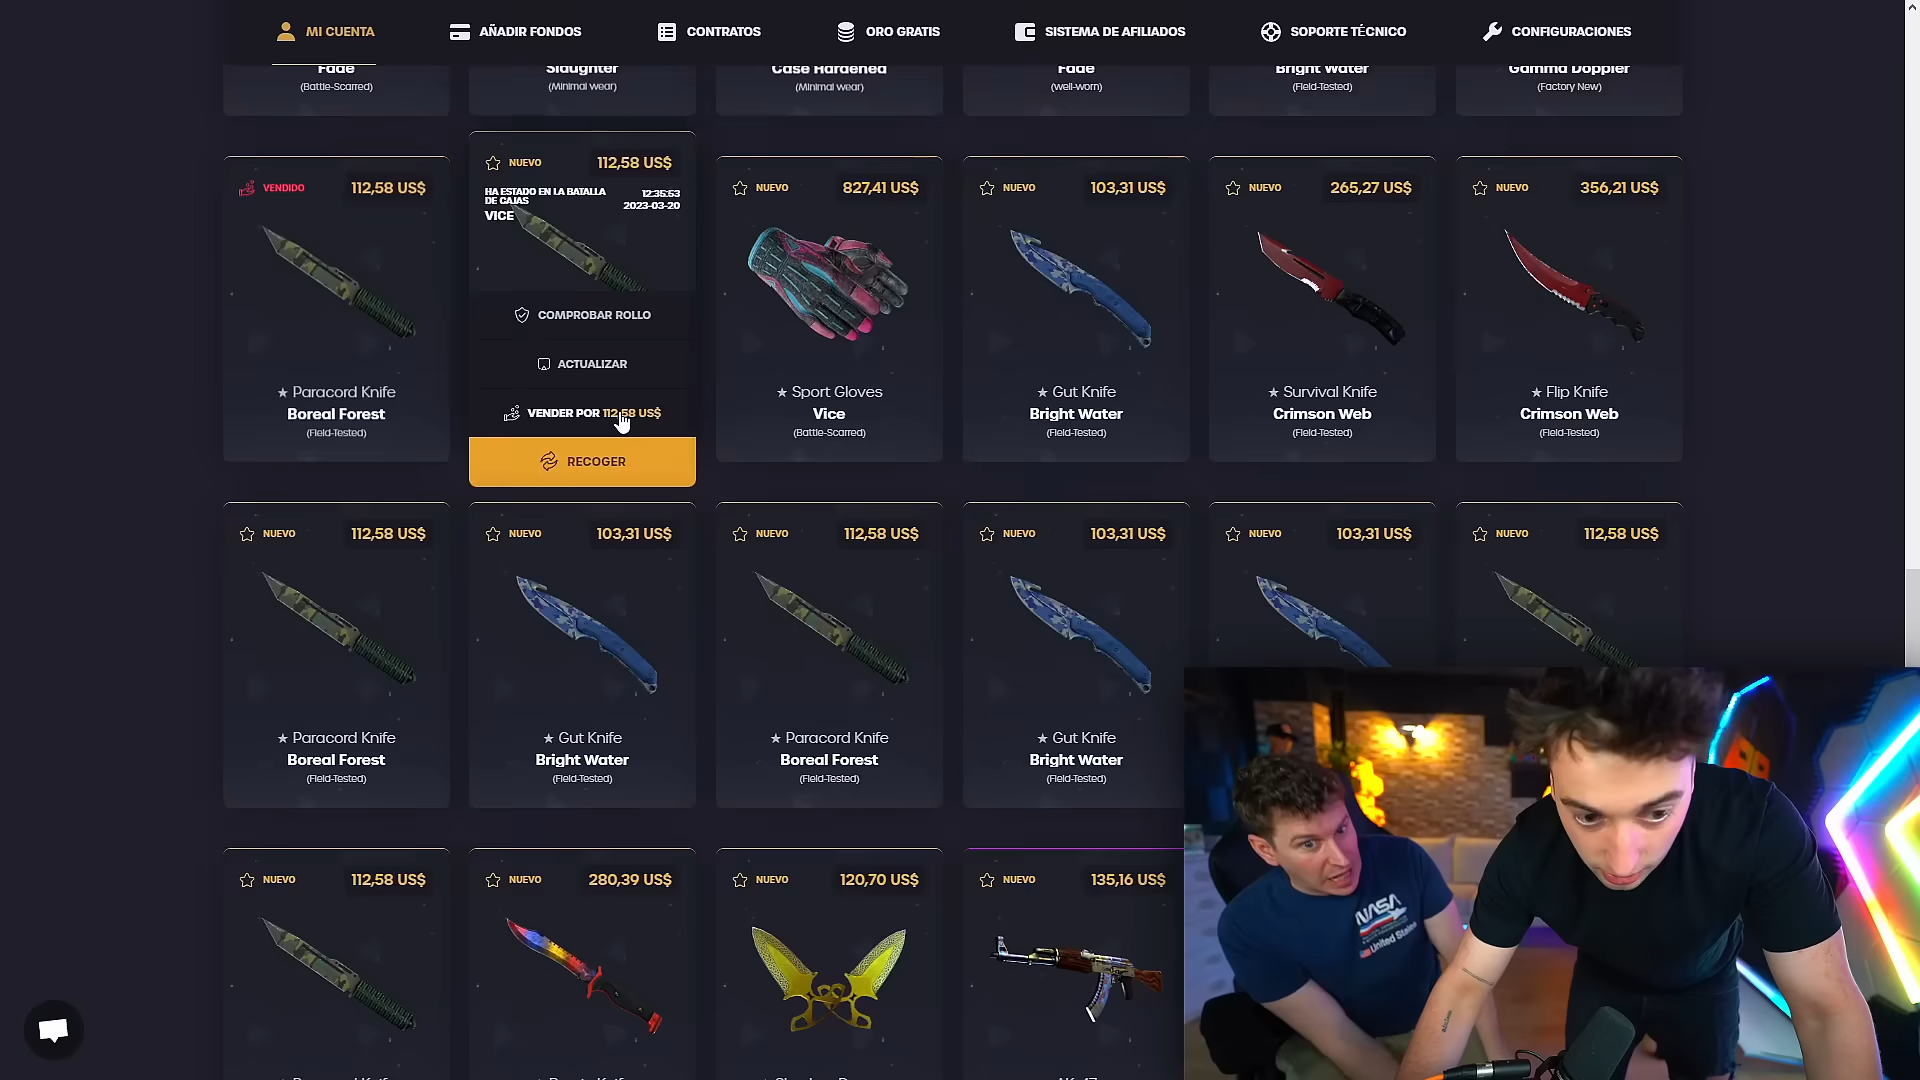 MI CUENTA
AÑADIR FONDOS
CONTRATOS
ORO GRATIS
SISTEMA DE AFILIADOS
SOPORTE TÉCNICO
CONFIGURACIONES
Fade
(Battle-Scarred)
Slaughter
(Minimal Wear)
Case Hardened
(Minimal Wear)
Fade
(Well-Worn)
Bright Water
(Field-Tested)
Gamma Doppler
(Factory New)
VENDIDO
112,58 US$
★ Paracord Knife
Boreal Forest
(Field-Tested)
NUEVO
112,58 US$
HA ESTADO EN LA BATALLA
DE CAJAS
VICE
12:35:53
2023-03-20
COMPROBAR ROLLO
ACTUALIZAR
VENDER POR 112,58 US$
RECOGER
NUEVO
827,41 US$
★ Sport Gloves
Vice
(Battle-Scarred)
NUEVO
103,31 US$
★ Gut Knife
Bright Water
(Field-Tested)
NUEVO
265,27 US$
★ Survival Knife
Crimson Web
(Field-Tested)
NUEVO
356,21 US$
★ Flip Knife
Crimson Web
(Field-Tested)
NUEVO
112,58 US$
★ Paracord Knife
Boreal Forest
(Field-Tested)
NUEVO
103,31 US$
★ Gut Knife
Bright Water
(Field-Tested)
NUEVO
112,58 US$
★ Paracord Knife
Boreal Forest
(Field-Tested)
NUEVO
103,31 US$
★ Gut Knife
Bright Water
(Field-Tested)
NUEVO
103,31 US$
NUEVO
112,58 US$
NUEVO
112,58 US$
NUEVO
280,39 US$
NUEVO
120,70 US$
NUEVO
135,16 US$
NASA
United States